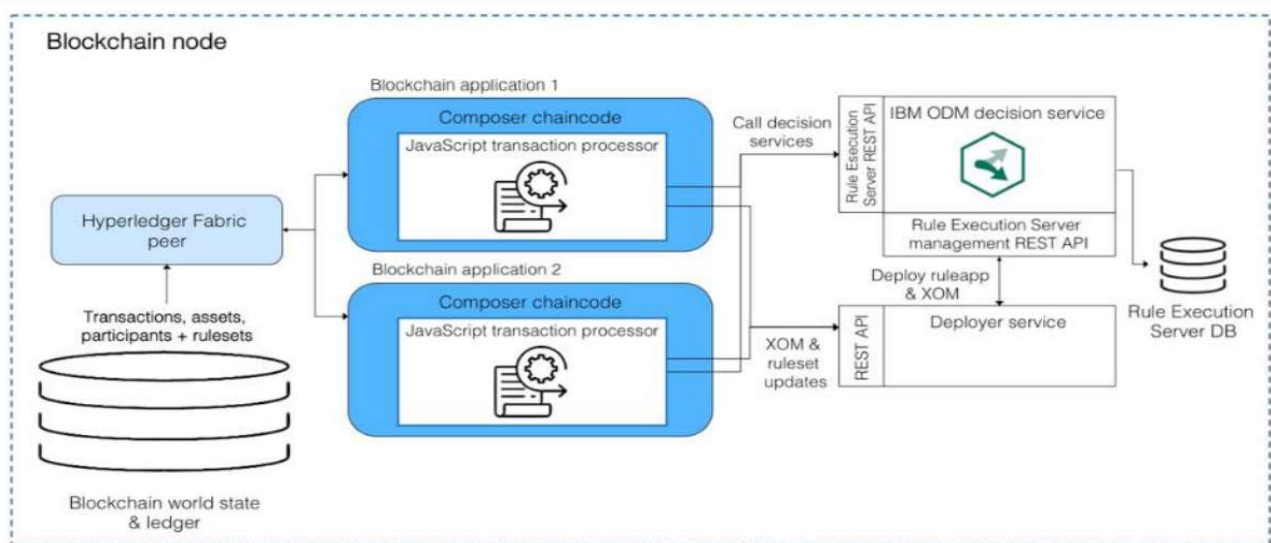 Blockchain node
Blockchain application 1
Composer chaincode
JavaScript transaction processor
Hyperledger Fabric
peer
Transactions, assets,
participants + rulesets
Blockchain world state
& ledger
Blockchain application 2
Composer chaincode
JavaScript transaction processor
Call decision
services
XOM &
ruleset
updates
Rule Esecution
Server REST API
IBM ODM decision service
Rule Execution Server
management REST API
Deploy ruleapp
& XOM
REST API
Deployer service
Rule Execution
Server DB